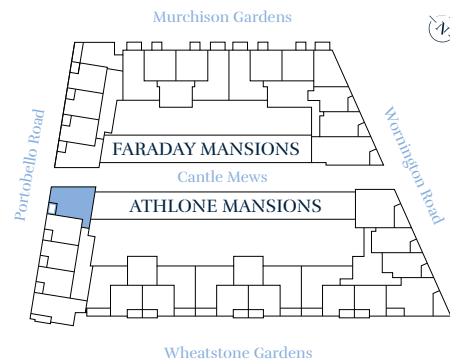 Murchison Gardens
N
Portobello Road
Wornington Road
FARADAY MANSIONS
Cantle Mews
ATHLONE MANSIONS
Wheatstone Gardens